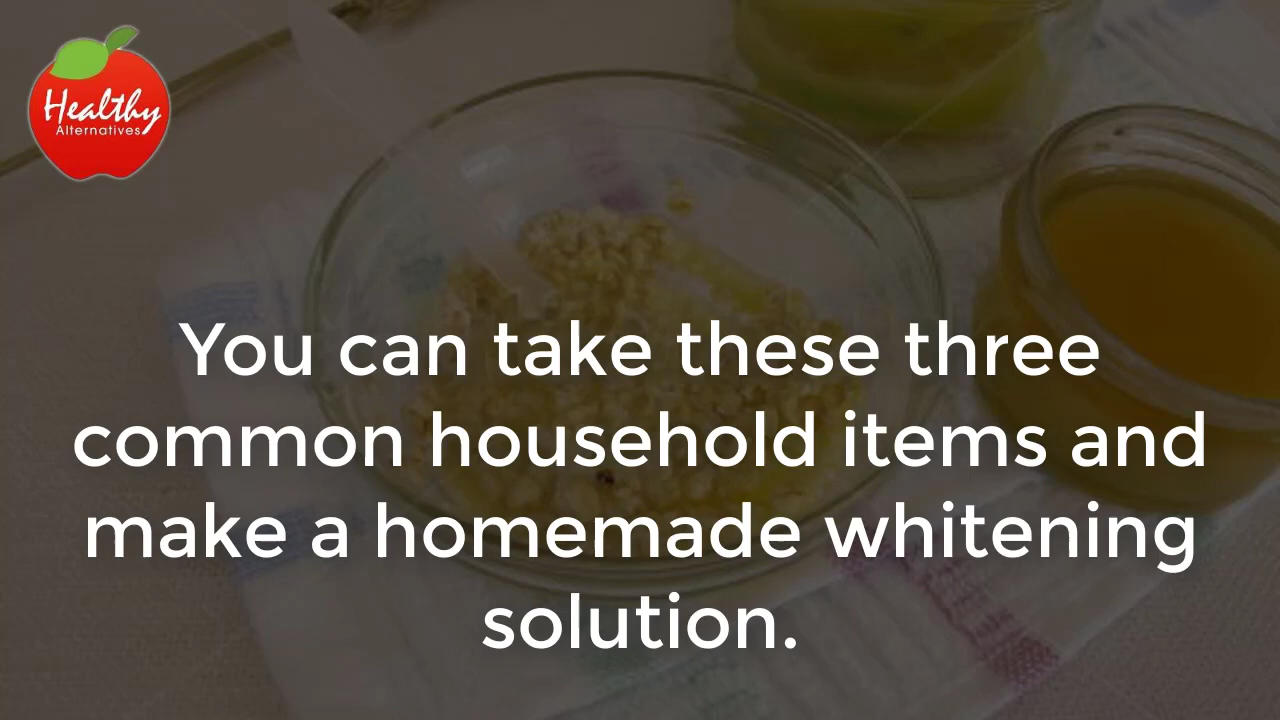 Healthy
Alternatives
You can take these three
common household items and
make a homemade whitening
solution.